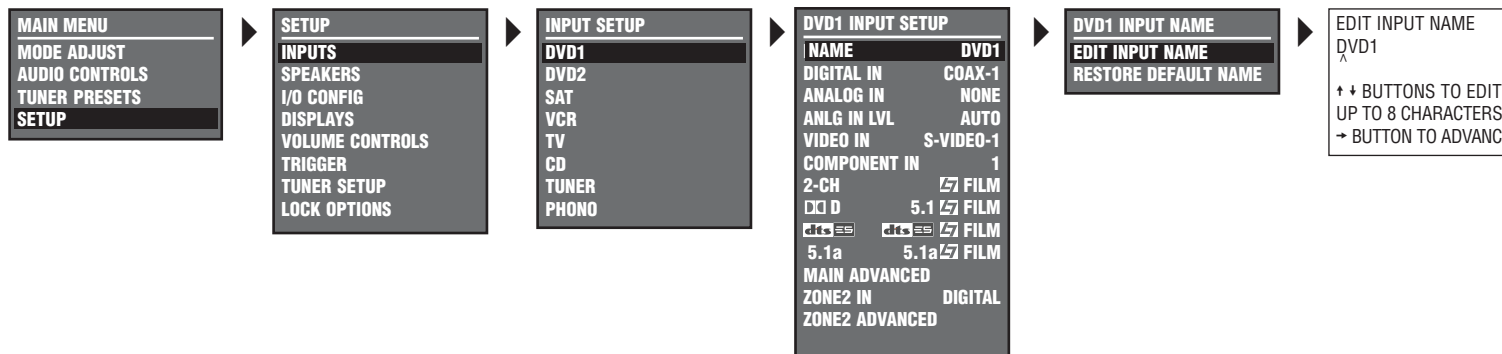 MAIN MENU
MODE ADJUST
AUDIO CONTROLS
TUNER PRESETS
SETUP
SETUP
INPUTS
SPEAKERS
I/O CONFIG
DISPLAYS
VOLUME CONTROLS
TRIGGER
TUNER SETUP
LOCK OPTIONS
INPUT SETUP
DVD1
DVD2
SAT
VCR
TV
CD
TUNER
PHONO
DVD1 INPUT SETUP
NAME DVD1
DIGITAL IN COAX-1
ANALOG IN NONE
ANLG IN LVL AUTO
VIDEO IN S-VIDEO-1
COMPONENT IN 1
2-CH FILM
D 5.1 FILM
dts ES dts ES FILM
5.1a 5.1a FILM
MAIN ADVANCED
ZONE2 IN DIGITAL
ZONE2 ADVANCED
DVD1 INPUT NAME
EDIT INPUT NAME
RESTORE DEFAULT NAME
EDIT INPUT NAME
DVD1
^
↑ ↓ BUTTONS TO EDIT
UP TO 8 CHARACTERS
→ BUTTON TO ADVANC